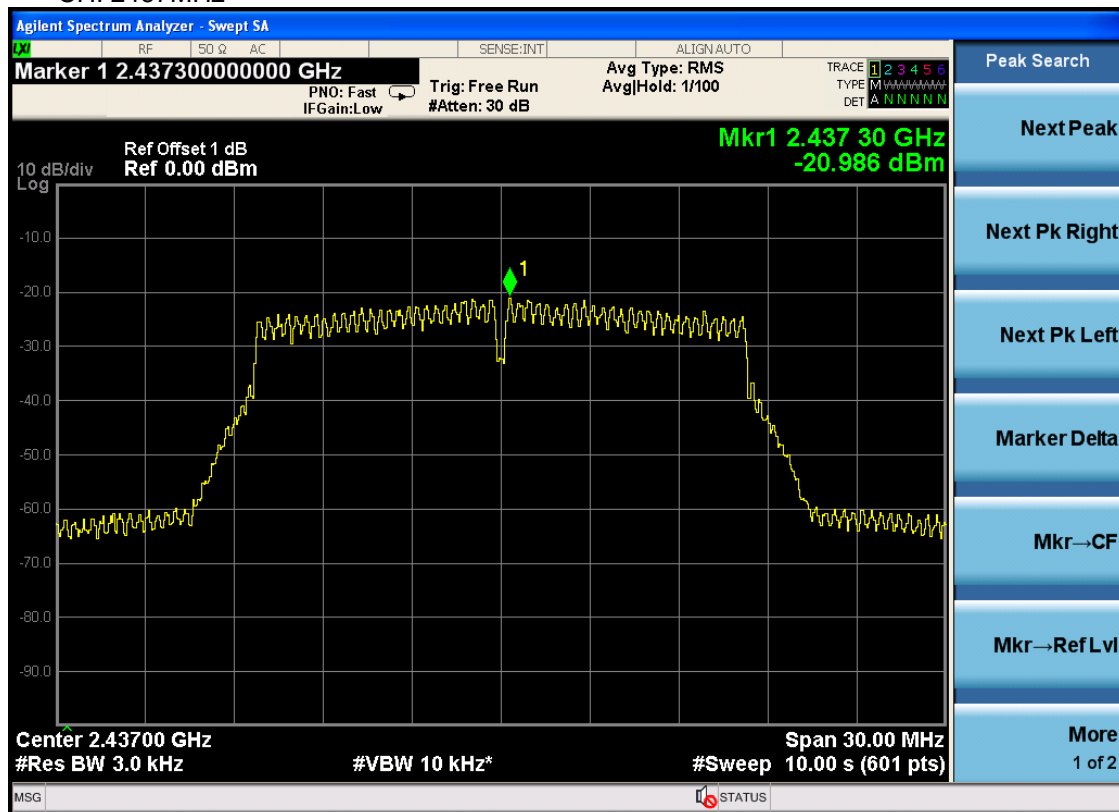 Agilent Spectrum Analyzer - Swept SA
LXI RF 50 Ω AC SENSE:INT ALIGN AUTO
Marker 1 2.437300000000 GHz
PNO: Fast
IFGain:Low
Trig: Free Run
#Atten: 30 dB
Avg Type: RMS
Avg|Hold: 1/100
TRACE 1 2 3 4 5 6
TYPE M
DET A N N N N N
Ref Offset 1 dB
10 dB/div Ref 0.00 dBm
Log
Mkr1 2.437 30 GHz
-20.986 dBm
1
-10.0
-20.0
-30.0
-40.0
-50.0
-60.0
-70.0
-80.0
-90.0
Center 2.43700 GHz Span 30.00 MHz
#Res BW 3.0 kHz #VBW 10 kHz* #Sweep 10.00 s (601 pts)
MSG STATUS
Peak Search
Next Peak
Next Pk Right
Next Pk Left
Marker Delta
Mkr→CF
Mkr→Ref Lvl
More
1 of 2